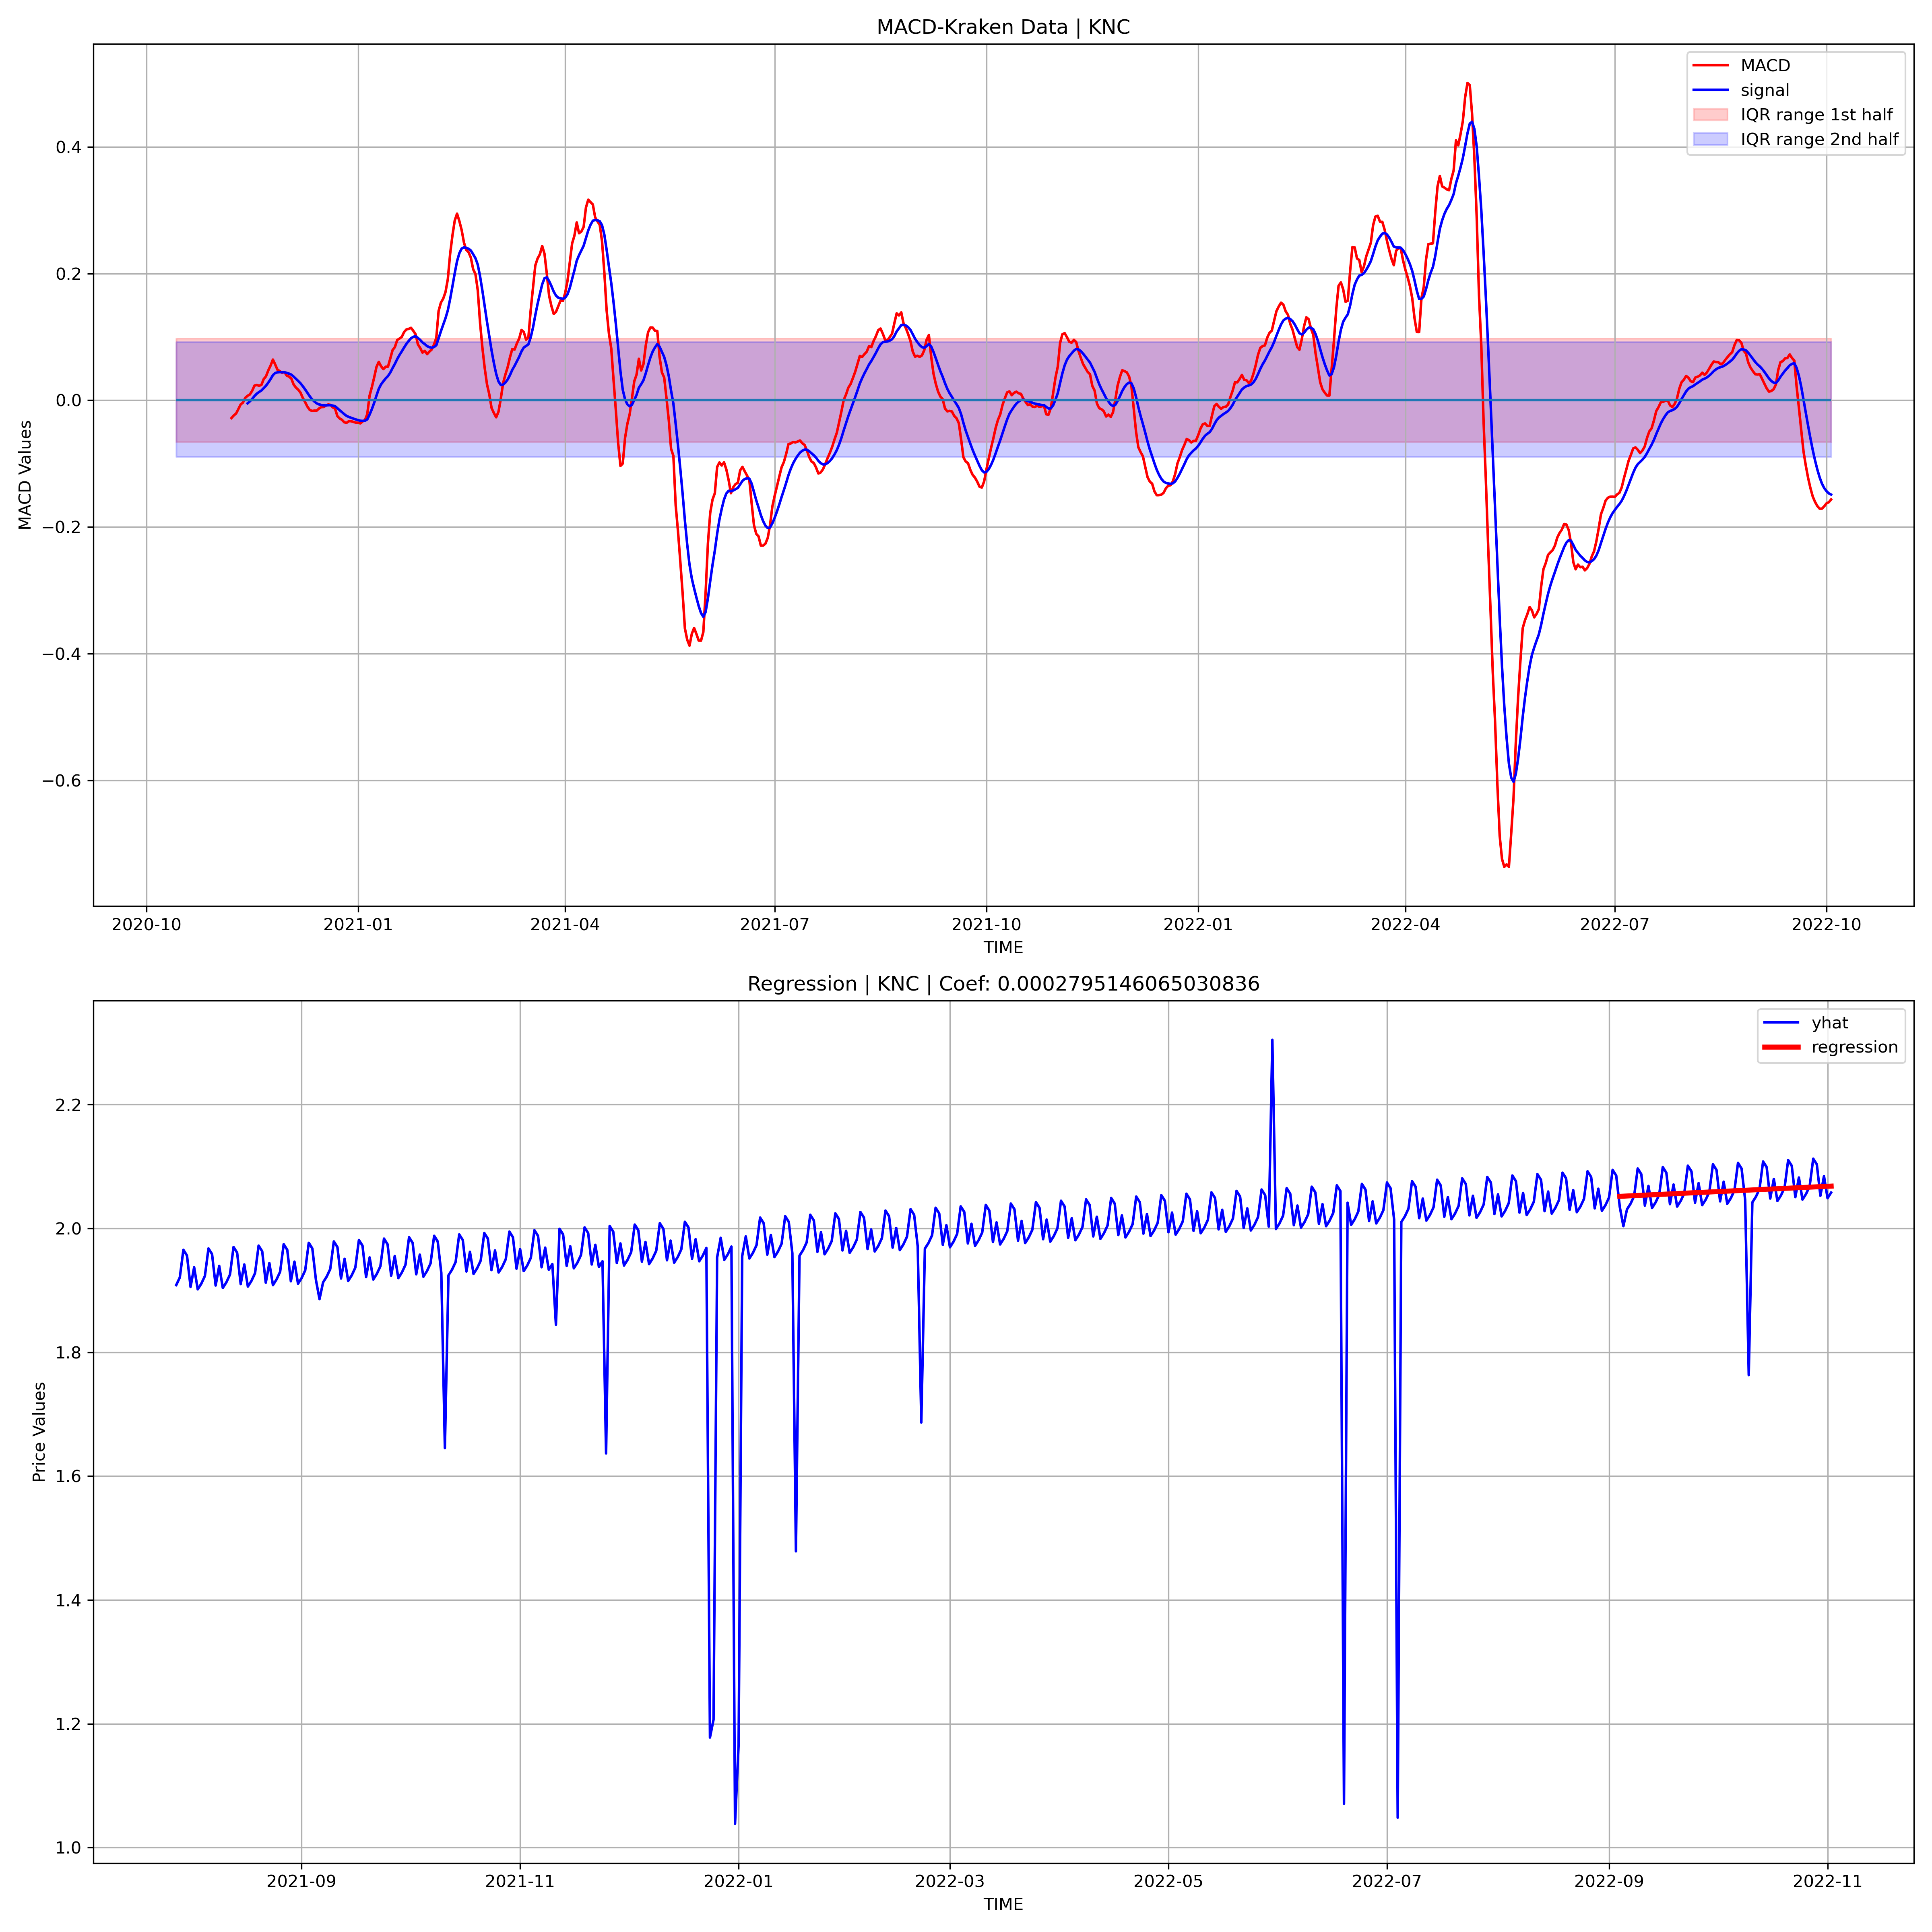 MACD-Kraken Data | KNC
MACD
signal
IQR range 1st half
IQR range 2nd half
MACD Values
0.4
0.2
0.0
−0.2
−0.4
−0.6
2020-10
2021-01
2021-04
2021-07
2021-10
2022-01
2022-04
2022-07
2022-10
TIME
Regression | KNC | Coef: 0.0002795146065030836
yhat
regression
Price Values
2.2
2.0
1.8
1.6
1.4
1.2
1.0
2021-09
2021-11
2022-01
2022-03
2022-05
2022-07
2022-09
2022-11
TIME